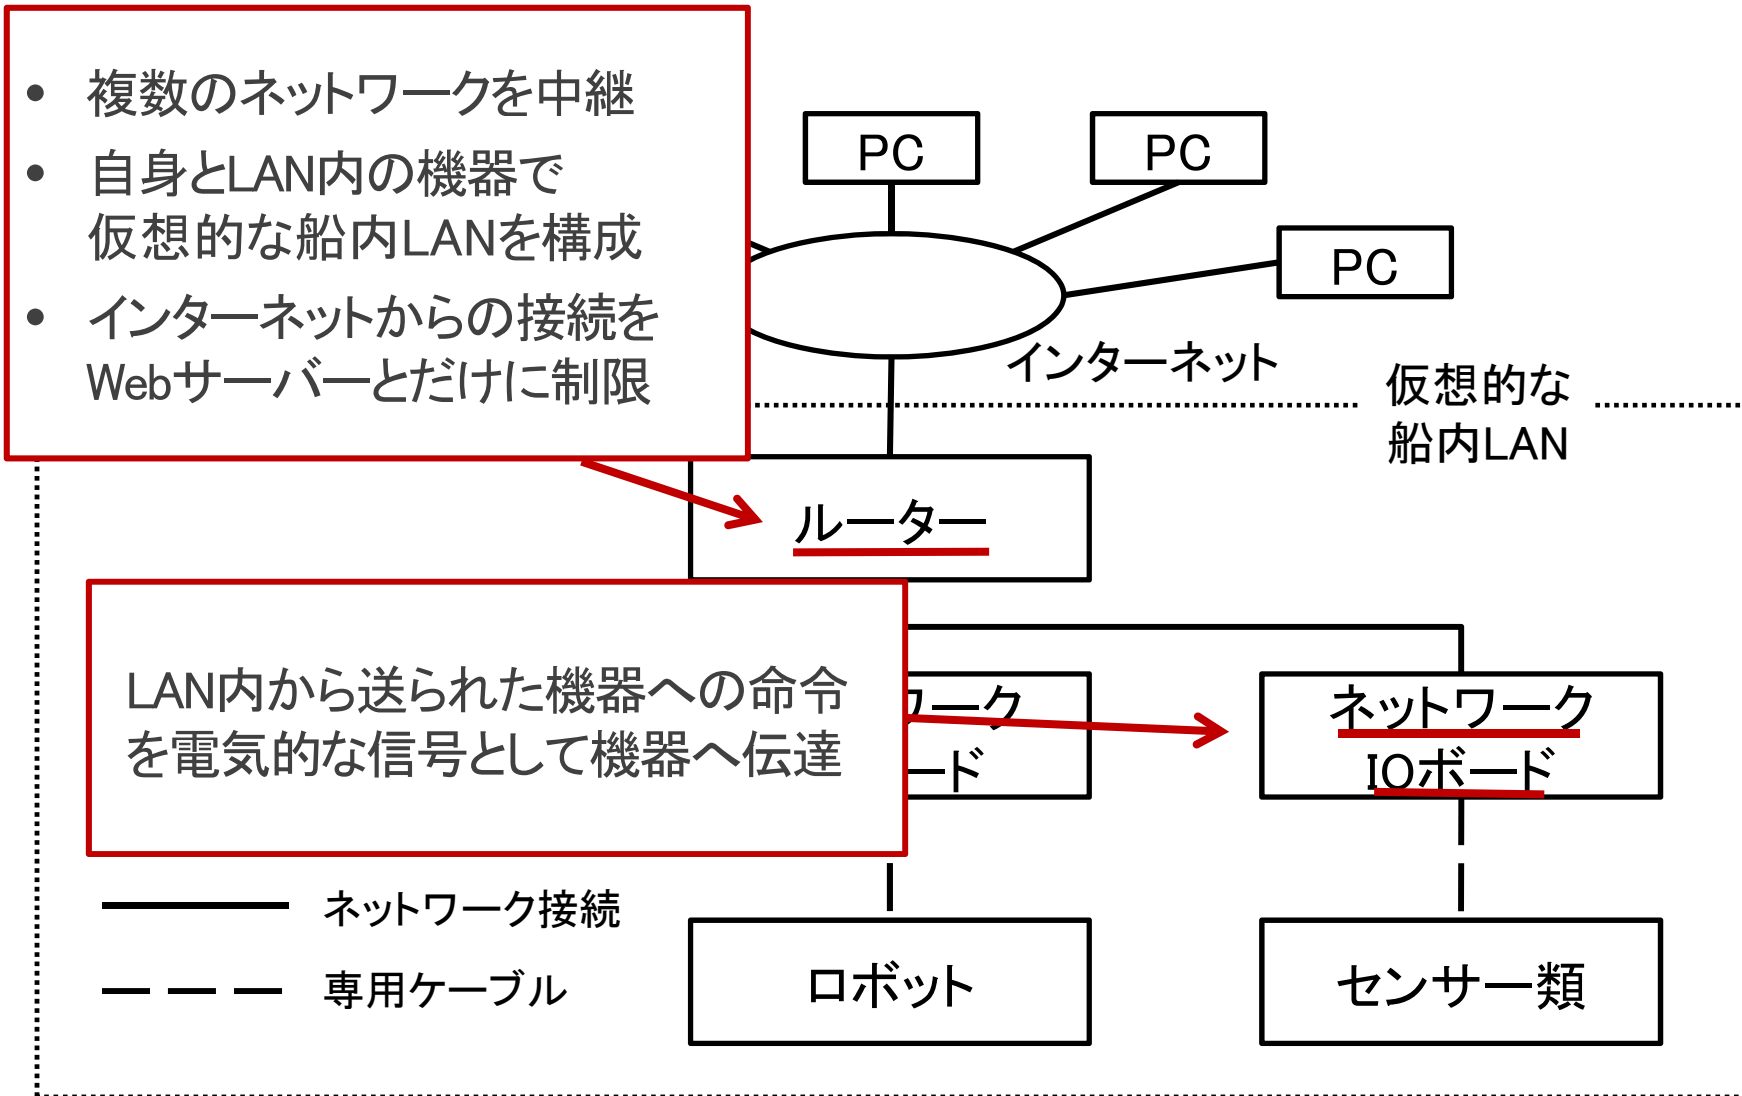 • 複数のネットワークを中継
• 自身とLAN内の機器で
仮想的な船内LANを構成
• インターネットからの接続を
Webサーバーとだけに制限
PC
PC
PC
インターネット
仮想的な
船内LAN
ルーター
LAN内から送られた機器への命令
を電気的な信号として機器へ伝達
ワーク
ード
ネットワーク
IOボード
ネットワーク接続
専用ケーブル
ロボット
センサー類